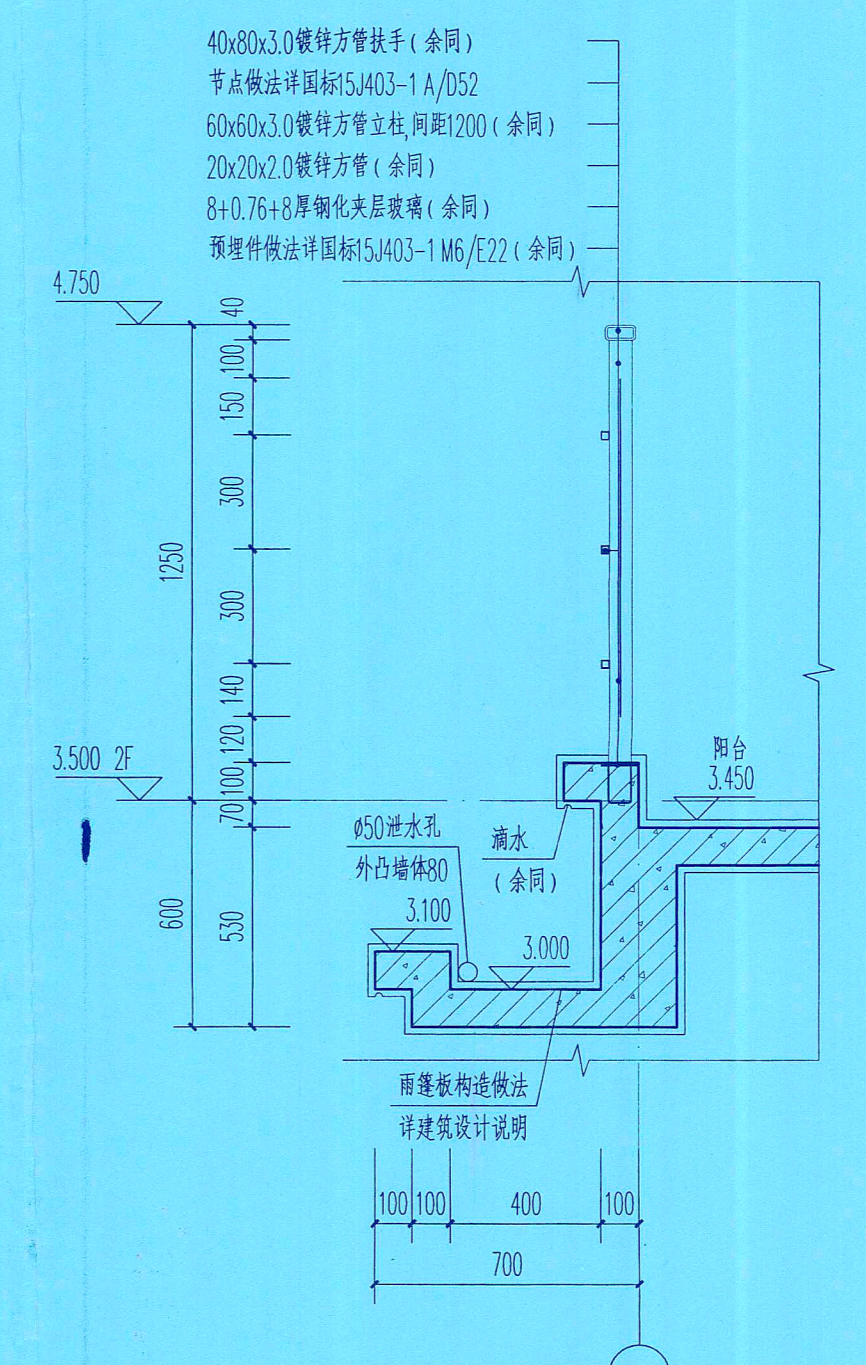 40x80x3.0镀锌方管扶手(余同)
节点做法详国标15J403-1 A/D52
60x60x3.0镀锌方管立柱,间距1200(余同)
20x20x2.0镀锌方管(余同)
8+0.76+8厚钢化夹层玻璃(余同)
预埋件做法详国标15J403-1 M6/E22(余同)
4.750
40
100
150
300
1250
300
140
120
3.500 2F
100
70
阳台
3.450
ø50泄水孔
外凸墙体80
滴水
(余同)
600
530
3.100
3.000
雨篷板构造做法
详建筑设计说明
100 100 400 100
700